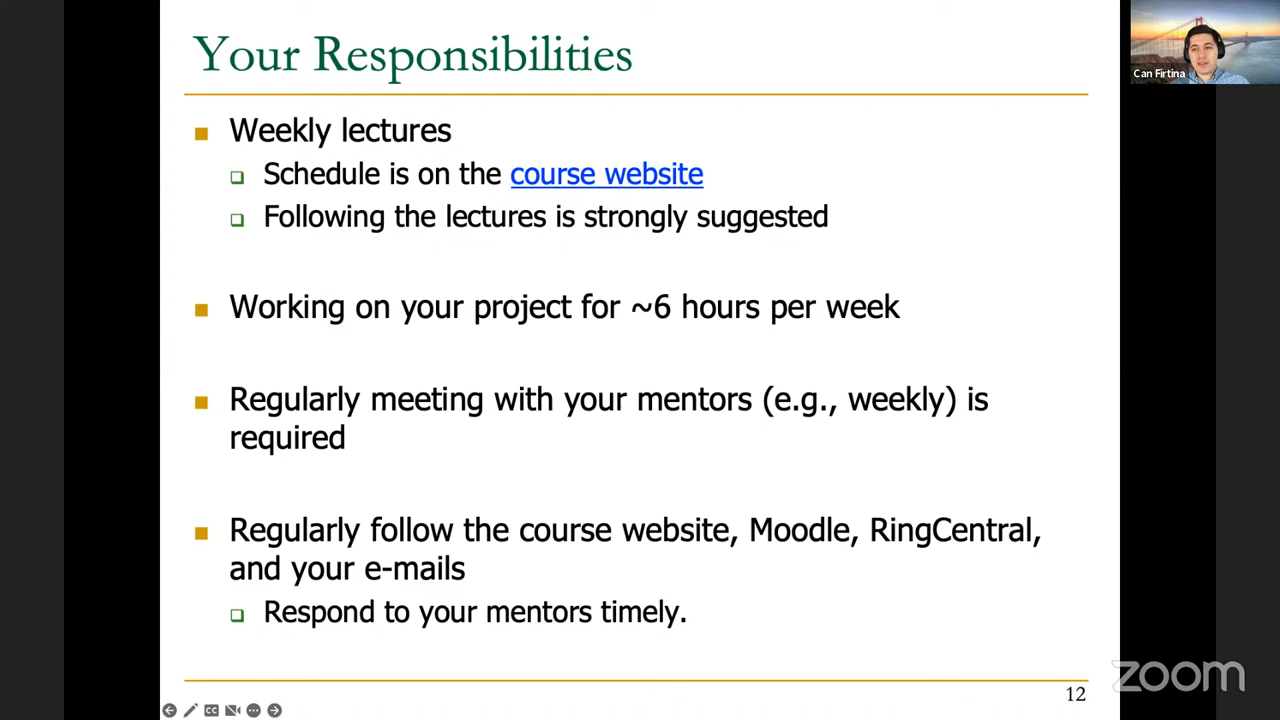 Your Responsibilities
Can Firtina
Weekly lectures
Schedule is on the course website
Following the lectures is strongly suggested
Working on your project for ~6 hours per week
Regularly meeting with your mentors (e.g., weekly) is
required
Regularly follow the course website, Moodle, RingCentral,
and your e-mails
Respond to your mentors timely.
12
zoom
CC